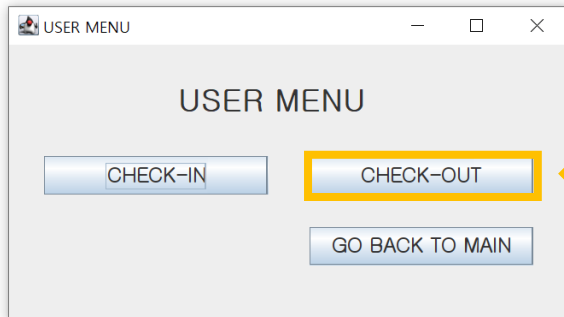 USER MENU
USER MENU
CHECK-IN CHECK-OUT
GO BACK TO MAIN